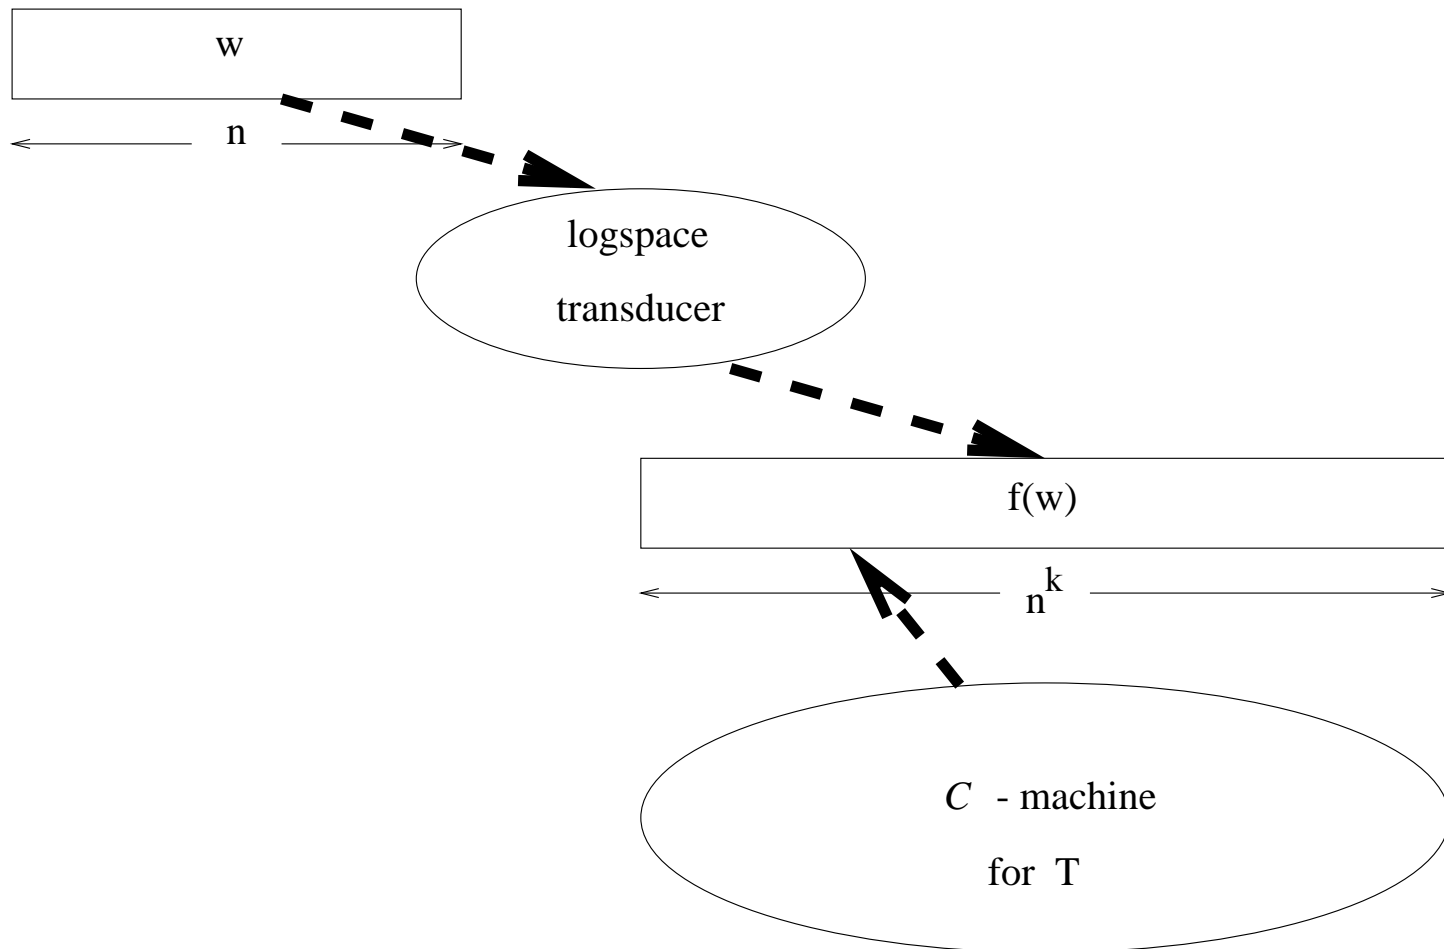 w
n
logspace
transducer
f(w)
n^k
C - machine
for T